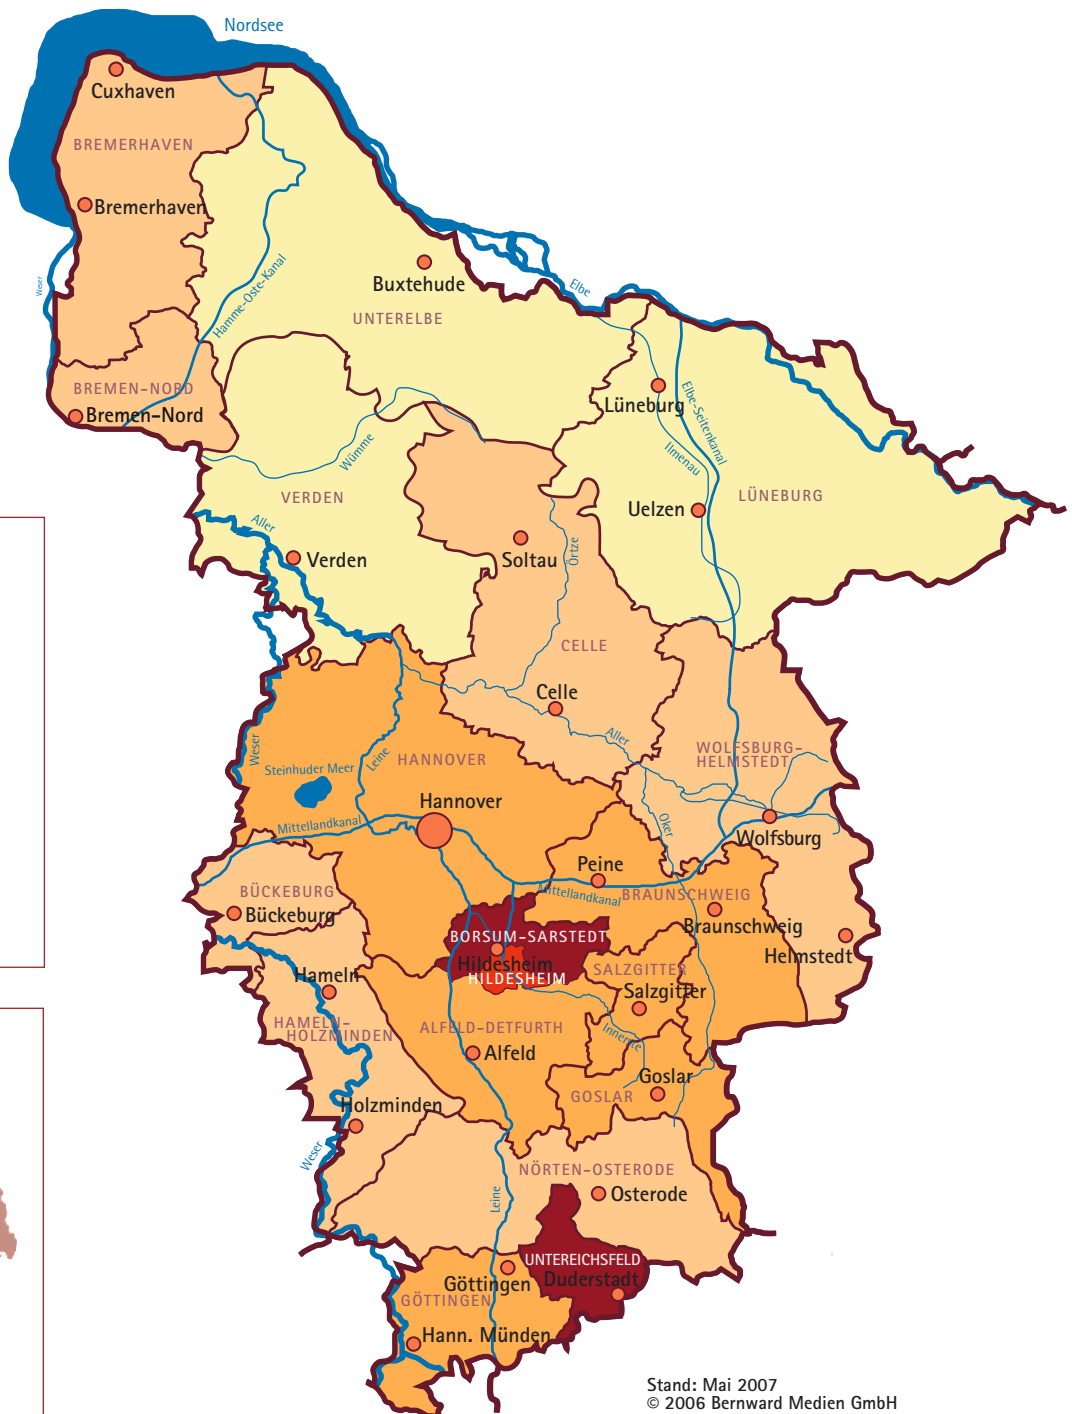 Nordsee
Cuxhaven
BREMERHAVEN
Bremerhaven
Weser
Hamme-Oste-Kanal
Buxtehude
Elbe
UNTERELBE
BREMEN-NORD
Bremen-Nord
Lüneburg
Elbe-Seitenkanal
Ilmenau
Wümme
VERDEN
LÜNEBURG
Uelzen
Aller
Verden
Soltau
Örtze
CELLE
Celle
Aller
Weser
Leine
HANNOVER
WOLFSBURG-
HELMSTEDT
Steinhuder Meer
Hannover
Mittellandkanal
Oker
Wolfsburg
Peine
BÜCKEBURG
Mittellandkanal
BRAUNSCHWEIG
Bückeburg
Braunschweig
BORSUM-SARSTEDT
Helmstedt
Hildesheim
HILDESHEIM
SALZGITTER
Hameln
Salzgitter
HAMELN-
HOLZMINDEN
ALFELD-DETFURTH
Innerste
Alfeld
Goslar
GOSLAR
Holzminden
Weser
NÖRTEN-OSTERODE
Leine
Osterode
UNTEREICHSFELD
Göttingen
Duderstadt
GÖTTINGEN
Hann. Münden
Stand: Mai 2007
© 2006 Bernward Medien GmbH